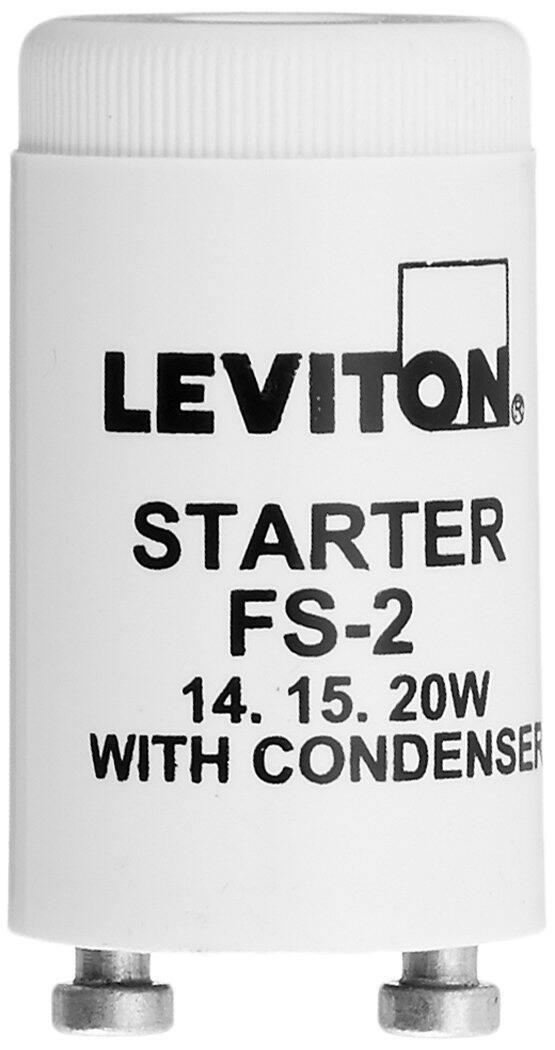 LEVITON®
STARTER
FS-2
14. 15. 20W
WITH CONDENSER